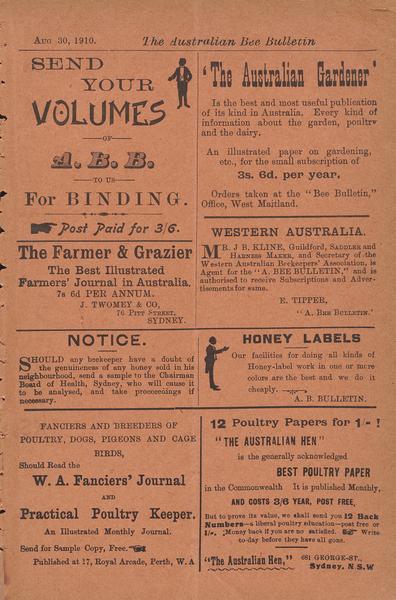 Aug 30, 1910. The Australian Bee Bulletin
SEND
YOUR
VOLUMES
OF
A. B. B.
TO US
For BINDING.
Post Paid for 3/6.
The Farmer & Grazier
The Best Illustrated
Farmers' Journal in Australia.
7s 6d PER ANNUM.
J. TWOMEY & CO,
76 Pitt Street,
SYDNEY.
'The Australian Gardener'
Is the best and most useful publication
of its kind in Australia. Every kind of
information about the garden, poultry
and the dairy.
An illustrated paper on gardening,
etc., for the small subscription of
3s. 6d. per year.
Orders taken at the "Bee Bulletin,"
Office, West Maitland.
WESTERN AUSTRALIA.
MR. J B. KLINE, Guildford, Saddler and
Harness Maker, and Secretary of the
Western Australian Beekeepers' Association, is
Agent for the "A. BEE BULLETIN," and is
authorised to receive Subscriptions and Adver-
tisements for same.
E. TIPPER,
"A. Bee Bulletin."
NOTICE.
SHOULD any beekeeper have a doubt of
the genuineness of any honey sold in his
neighbourhood, send a sample to the Chairman
Board of Health, Sydney, who will cause it
to be analysed, and take proceedings if
necessary.
HONEY LABELS
Our facilities for doing all kinds of
Honey-label work in one or more
colors are the best and we do it
cheaply.
A. B. BULLETIN.
FANCIERS AND BREEDERS OF
POULTRY, DOGS, PIGEONS AND CAGE
BIRDS,
Should Read the
W. A. Fanciers' Journal
AND
Practical Poultry Keeper.
An Illustrated Monthly Journal.
Send for Sample Copy, Free.
Published at 17, Royal Arcade, Perth, W. A
12 Poultry Papers for 1/- !
"THE AUSTRALIAN HEN"
is the generally acknowledged
BEST POULTRY PAPER
in the Commonwealth It is published Monthly,
AND COSTS 3/6 YEAR, POST FREE,
But to prove its value, we shall send you 12 Back
Numbers—a liberal poultry education—post free or
1/-. Money back if you are no satisfied. Write
to-day before they have all gone.
"The Australian Hen," 681 GEORGE-ST.,
Sydney, N.S.W